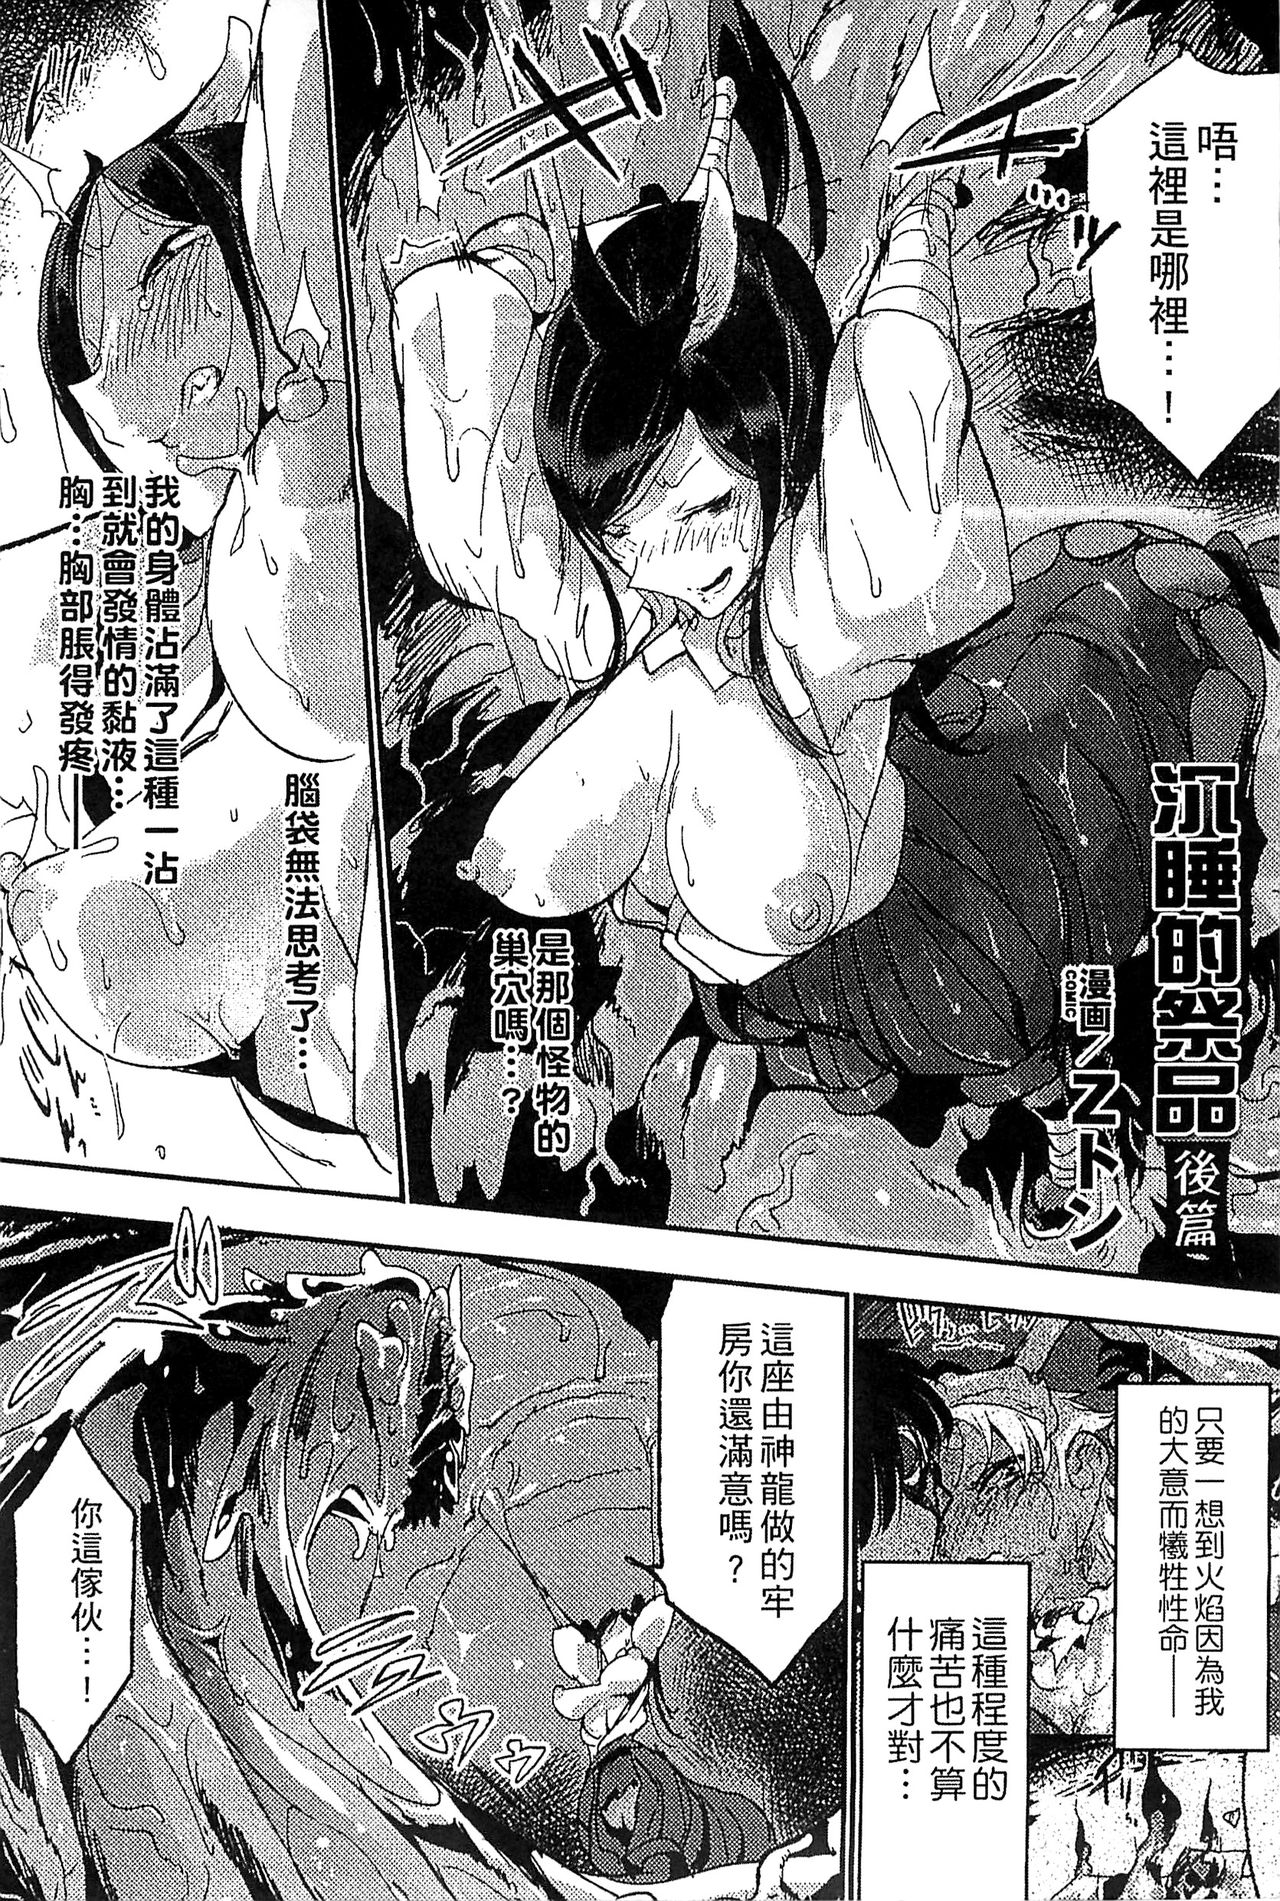 唔…
這裡是哪裡…！
沉睡的祭品
後篇
漫画／Zトン
COMIC
是那個怪物的
巢穴嗎…？
腦袋無法思考了…
我的身體沾滿了這種一沾
到就會發情的黏液…
胸…胸部脹得發疼——
只要一想到火焰因為我
的大意而犧牲性命——
這種程度的
痛苦也不算
什麼才對…
這座由神龍做的牢
房你還滿意嗎？
你這傢伙…！